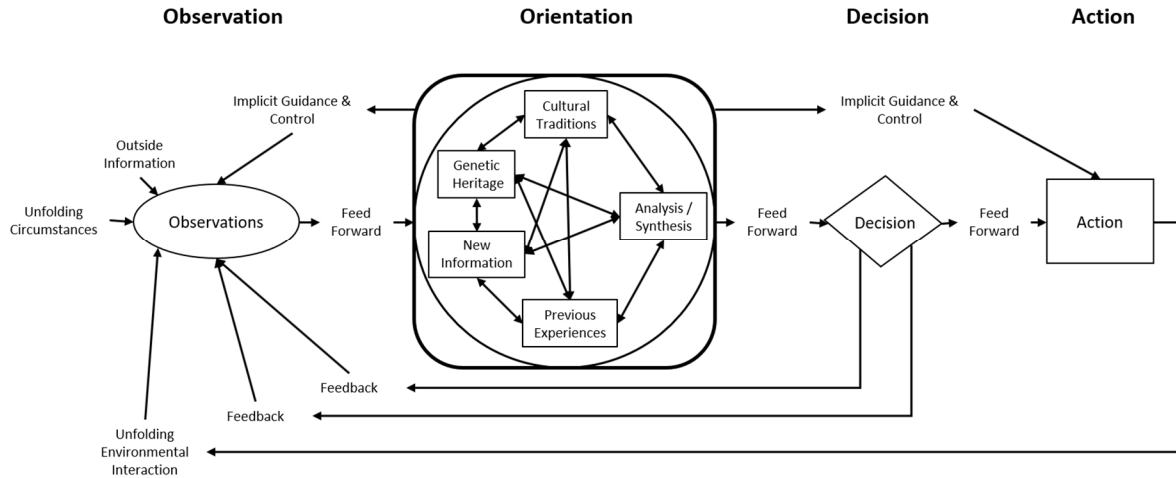 Observation
Orientation
Decision
Action
Implicit Guidance &
Control
Outside
Information
Unfolding
Circumstances
Observations
Feed
Forward
Cultural
Traditions
Genetic
Heritage
New
Information
Analysis /
Synthesis
Previous
Experiences
Implicit Guidance &
Control
Feed
Forward
Decision
Feed
Forward
Action
Feedback
Feedback
Unfolding
Environmental
Interaction